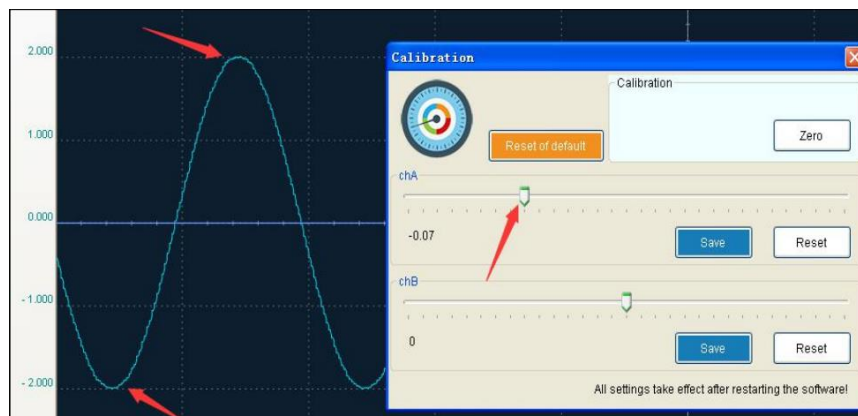 2.000
1.000
0.000
- 1.000
- 2.000
Calibration
Calibration
Reset of default
Zero
chA
-0.07
Save
Reset
chB
0
Save
Reset
All settings take effect after restarting the software!